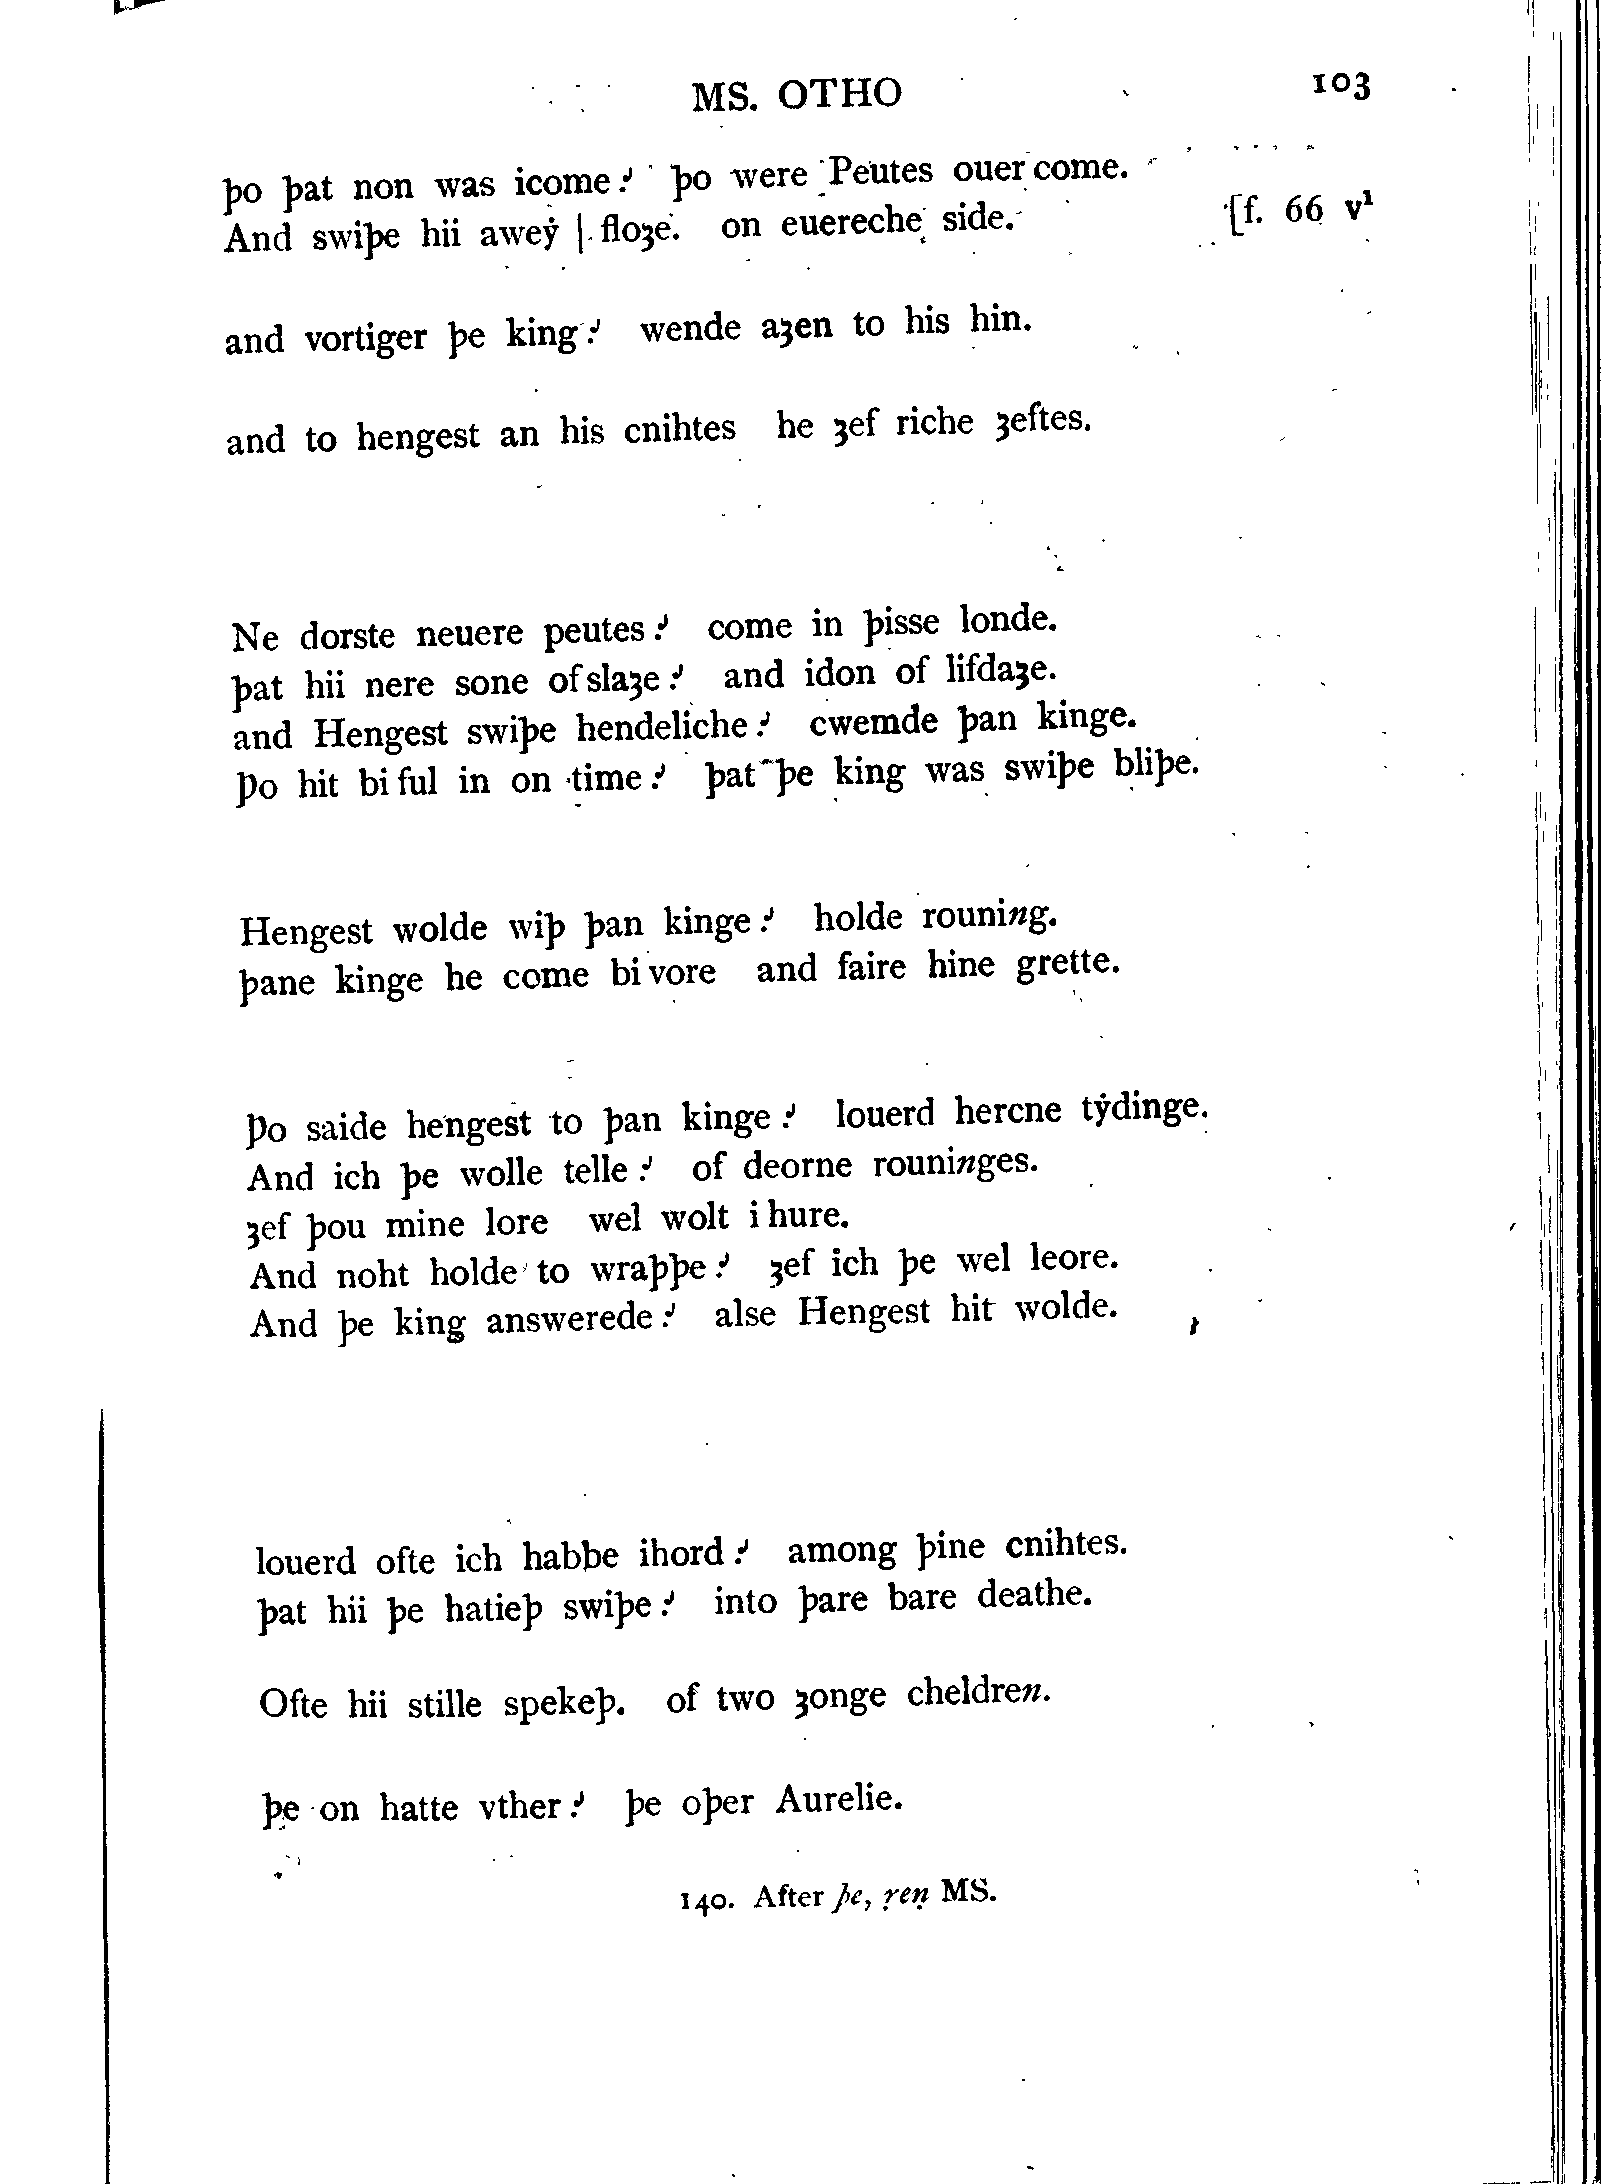 MS. OTHO 103
þo þat non was icome⹎ þo were Peutes ouer come.
And swiþe hii aweẏ | floȝe. on euereche side. [f. 66 v¹
and vortiger þe king⹎ wende aȝen to his hin.
and to hengest an his cnihtes he ȝef riche ȝeftes.
Ne dorste neuere peutes⹎ come in þisse londe.
þat hii nere sone of slaȝe⹎ and idon of lifdaȝe.
and Hengest swiþe hendeliche⹎ cwemde þan kinge.
Þo hit bi ful in on time⹎ þat þe king was swiþe bliþe.
Hengest wolde wiþ þan kinge⹎ holde rouning.
þane kinge he come bi vore and faire hine grette.
Þo saide hengest to þan kinge⹎ louerd hercne tẏdinge.
And ich þe wolle telle⹎ of deorne rouninges.
ȝef þou mine lore wel wolt i hure.
And noht holde to wraþþe⹎ ȝef ich þe wel leore.
And þe king answerede⹎ alse Hengest hit wolde.
louerd ofte ich habbe ihord⹎ among þine cnihtes.
þat hii þe hatieþ swiþe⹎ into þare bare deathe.
Ofte hii stille spekeþ. of two ȝonge cheldren.
þe on hatte vther⹎ þe oþer Aurelie.
140. After þe, ṛeṇ MS.